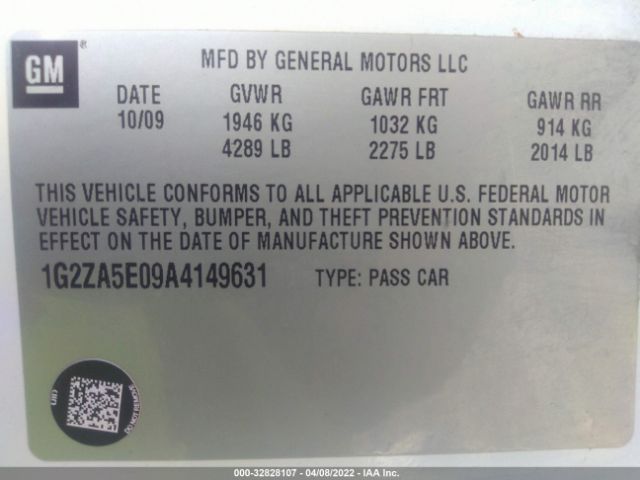 GM®
MFD BY GENERAL MOTORS LLC
DATE GVWR GAWR FRT GAWR RR
10/09 1946 KG 1032 KG 914 KG
4289 LB 2275 LB 2014 LB
THIS VEHICLE CONFORMS TO ALL APPLICABLE U.S. FEDERAL MOTOR
VEHICLE SAFETY, BUMPER, AND THEFT PREVENTION STANDARDS IN
EFFECT ON THE DATE OF MANUFACTURE SHOWN ABOVE.
1G2ZA5E09A4149631 TYPE: PASS CAR
DO NOT REMOVE
000-32828107 - 04/08/2022 - IAA Inc.